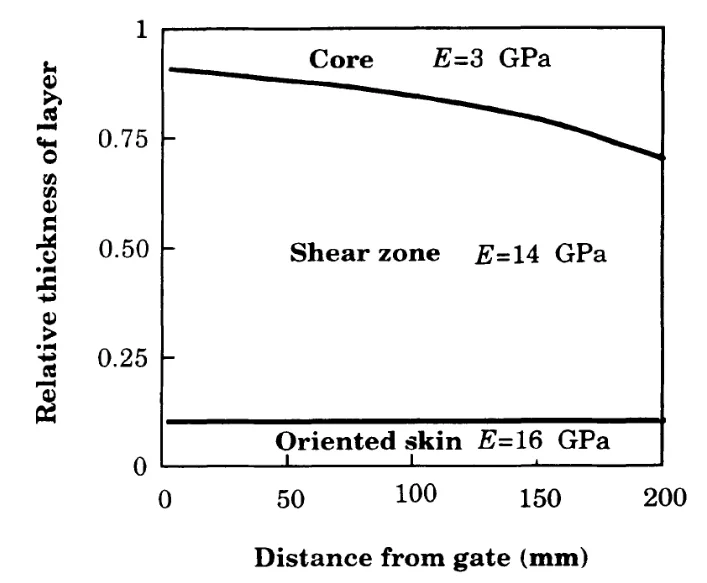 1
Core E=3 GPa
0.75
Relative thickness of layer
0.50
Shear zone E=14 GPa
0.25
Oriented skin E=16 GPa
0
0 50 100 150 200
Distance from gate (mm)